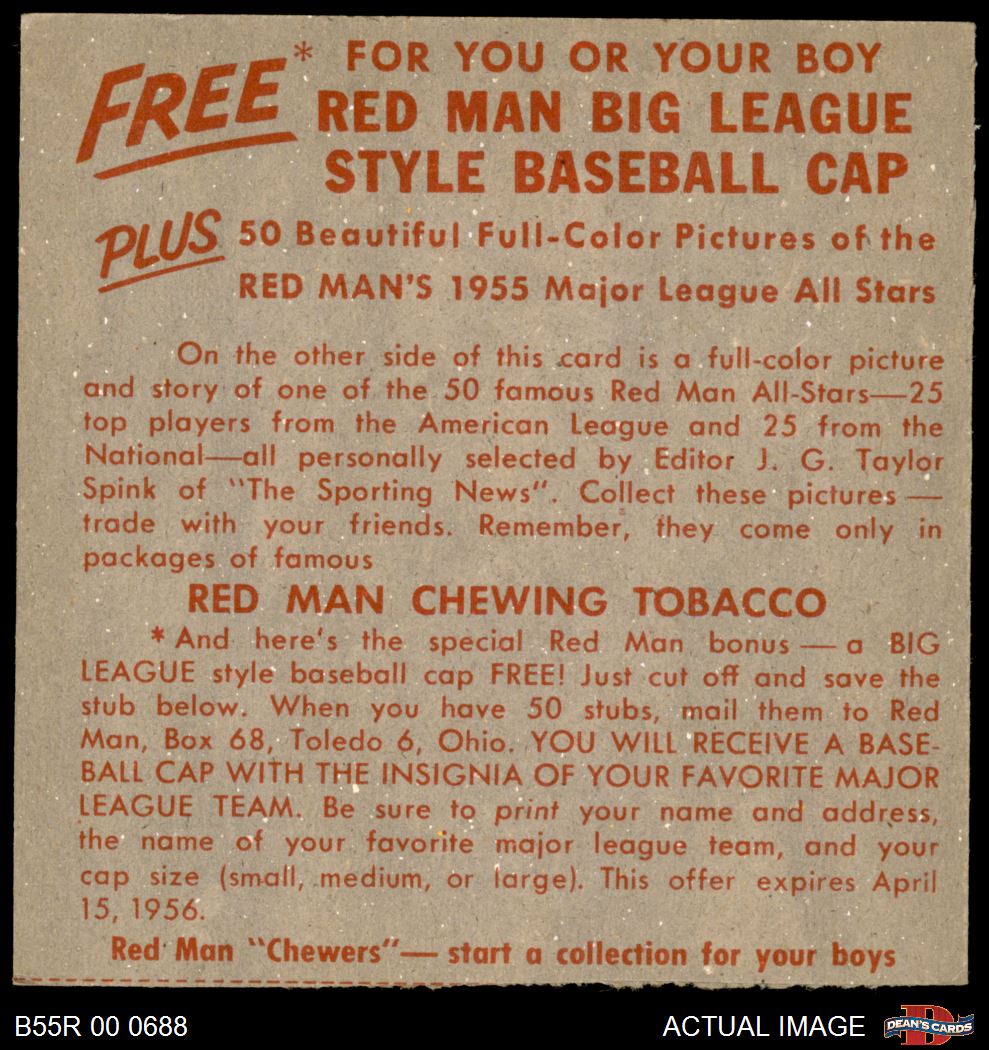 FREE* FOR YOU OR YOUR BOY
RED MAN BIG LEAGUE
STYLE BASEBALL CAP
PLUS 50 Beautiful Full-Color Pictures of the
RED MAN'S 1955 Major League All Stars
On the other side of this card is a full-color picture
and story of one of the 50 famous Red Man All-Stars—25
top players from the American League and 25 from the
National—all personally selected by Editor J. G. Taylor
Spink of "The Sporting News". Collect these pictures —
trade with your friends. Remember, they come only in
packages of famous
RED MAN CHEWING TOBACCO
* And here's the special Red Man bonus — a BIG
LEAGUE style baseball cap FREE! Just cut off and save the
stub below. When you have 50 stubs, mail them to Red
Man, Box 68, Toledo 6, Ohio. YOU WILL RECEIVE A BASE-
BALL CAP WITH THE INSIGNIA OF YOUR FAVORITE MAJOR
LEAGUE TEAM. Be sure to print your name and address,
the name of your favorite major league team, and your
cap size (small, medium, or large). This offer expires April
15, 1956.
Red Man "Chewers"— start a collection for your boys
B55R 00 0688
ACTUAL IMAGE
D
DEAN'S CARDS